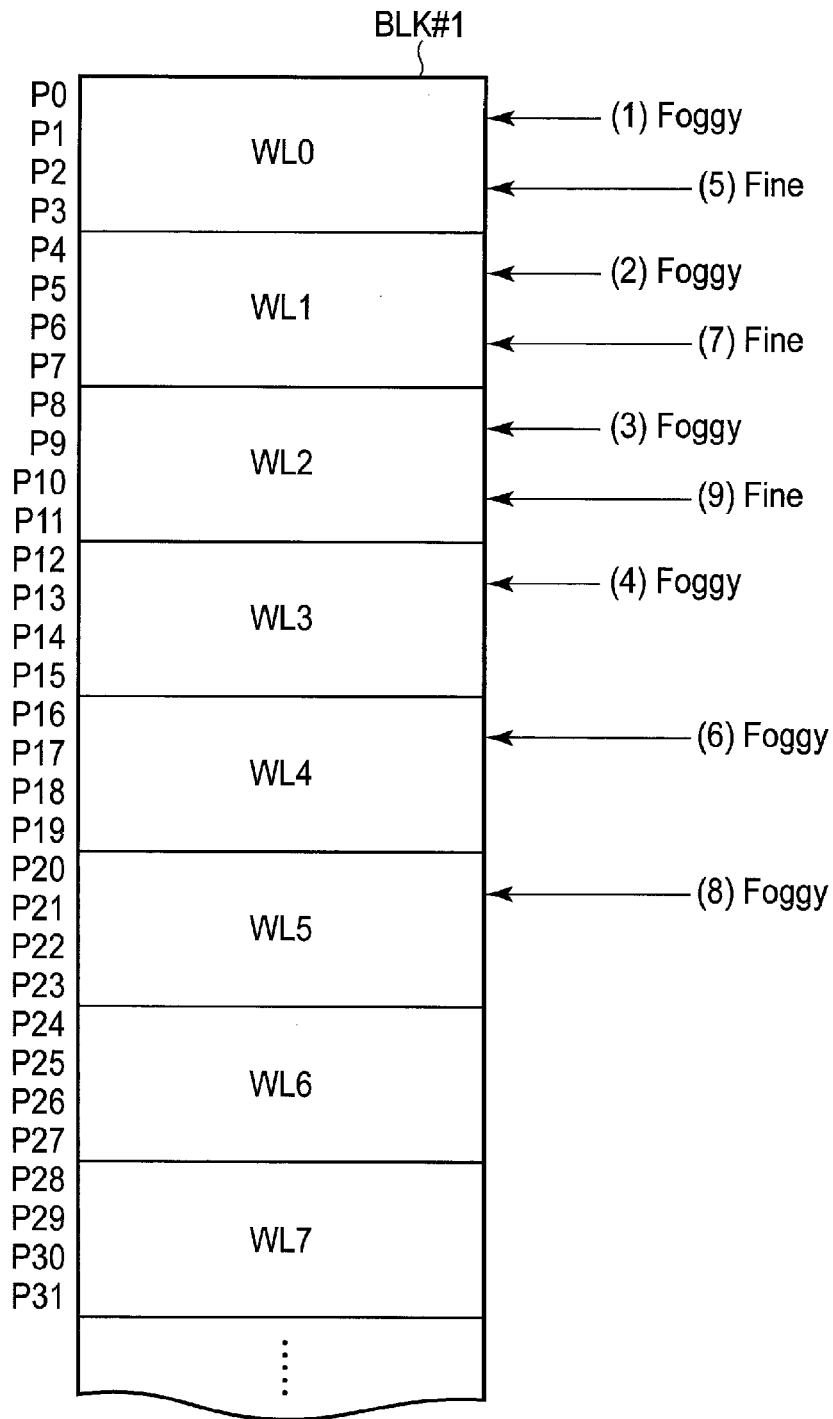 BLK#1
P0
P1
P2
P3
WL0
(1) Foggy
(5) Fine
P4
P5
P6
P7
WL1
(2) Foggy
(7) Fine
P8
P9
P10
P11
WL2
(3) Foggy
(9) Fine
P12
P13
P14
P15
WL3
(4) Foggy
P16
P17
P18
P19
WL4
(6) Foggy
P20
P21
P22
P23
WL5
(8) Foggy
P24
P25
P26
P27
WL6
P28
P29
P30
P31
WL7